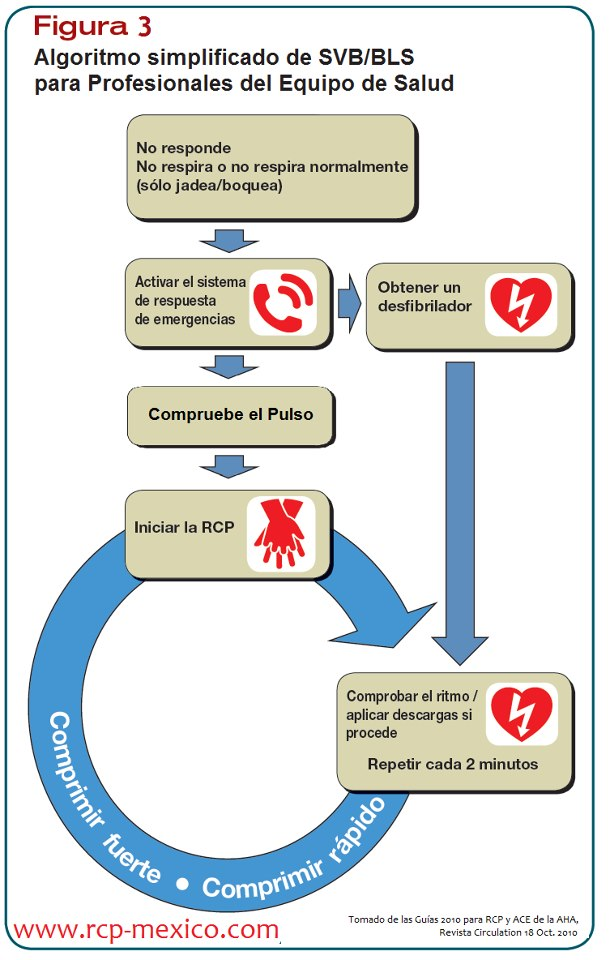 Figura 3
Algoritmo simplificado de SVB/BLS
para Profesionales del Equipo de Salud
No responde
No respira o no respira normalmente
(sólo jadea/boquea)
Activar el sistema
de respuesta
de emergencias
Obtener un
desfibrilador
Compruebe el Pulso
Iniciar la RCP
Comprobar el ritmo /
aplicar descargas si
procede
Repetir cada 2 minutos
Comprimir fuerte • Comprimir rápido
Tomado de las Guías 2010 para RCP y ACE de la AHA,
Revista Circulation 18 Oct. 2010
www.rcp-mexico.com